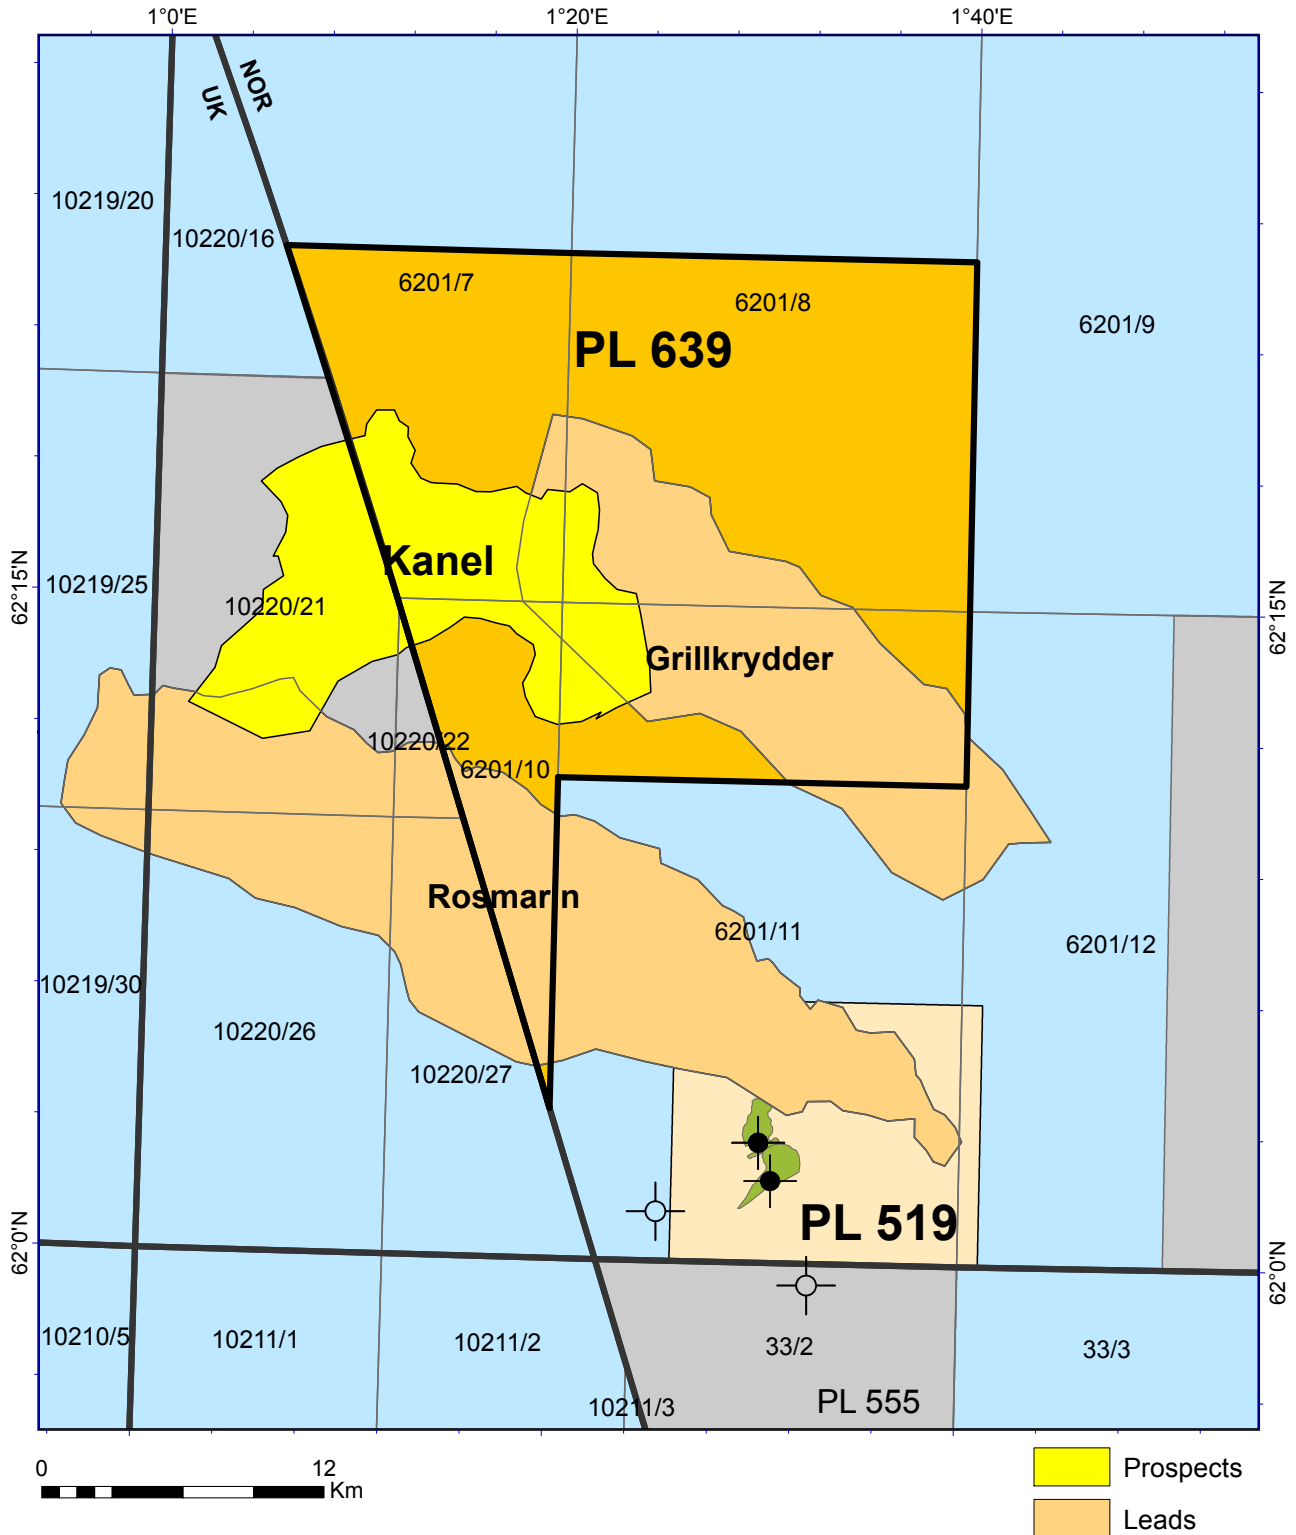 1°0'E
1°20'E
1°40'E
NOR
UK
10219/20
10220/16
6201/7
6201/8
6201/9
PL 639
62°15'N
Kanel
10219/25
10220/21
62°15'N
Grillkrydder
10220/22
6201/10
Rosmarin
6201/11
6201/12
10219/30
10220/26
10220/27
PL 519
62°0'N
62°0'N
10210/5
10211/1
10211/2
33/2
33/3
10211/3
PL 555
0
12
Km
Prospects
Leads